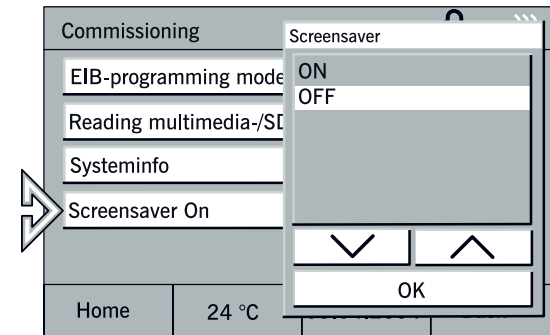 Commissioning
EIB-programming mode
Reading multimedia-/SD
Systeminfo
Screensaver On
Home
24 °C
Screensaver
ON
OFF
OK